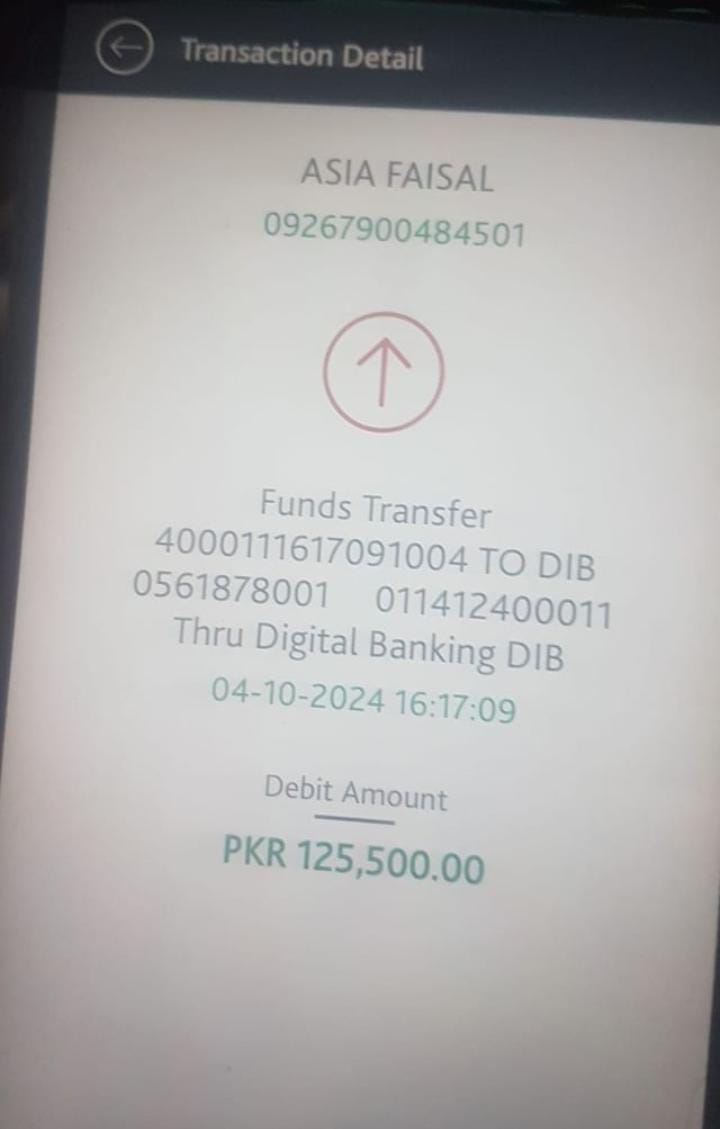 Transaction Detail
ASIA FAISAL
09267900484501
Funds Transfer
4000111617091004 TO DIB
0561878001 011412400011
Thru Digital Banking DIB
04-10-2024 16:17:09
Debit Amount
PKR 125,500.00